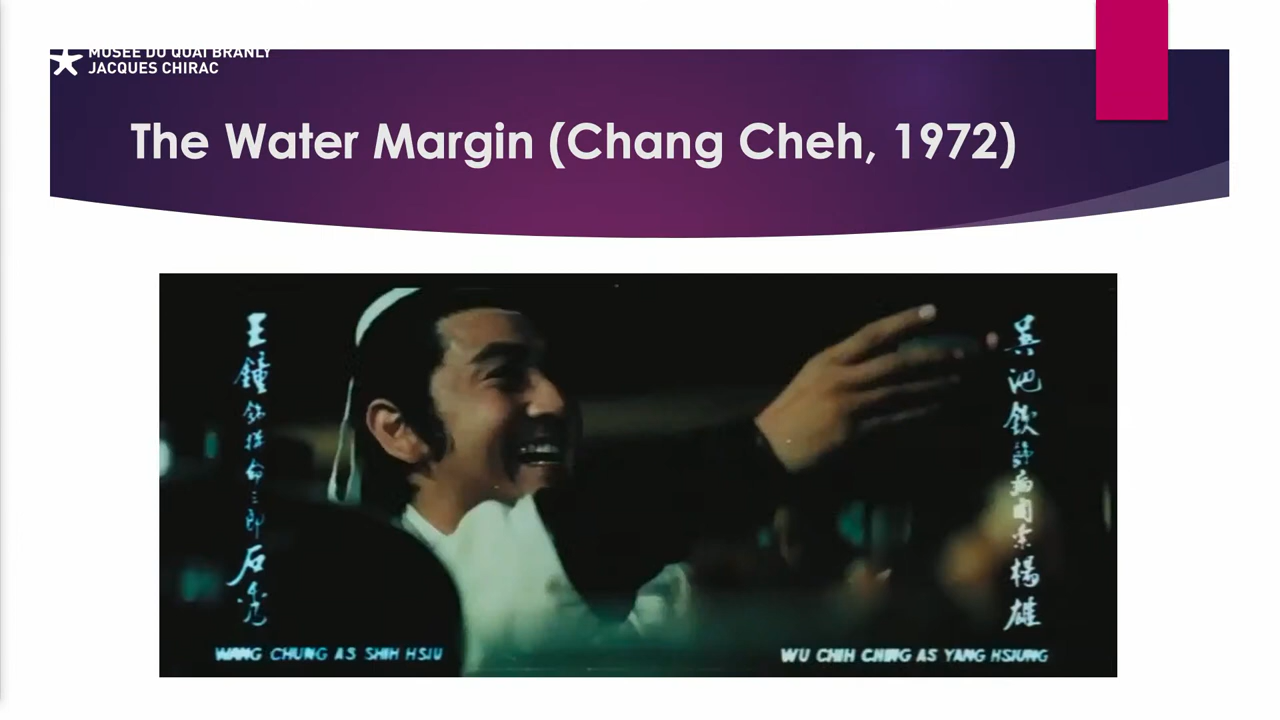 MUSÉE DU QUAI BRANLY
JACQUES CHIRAC
The Water Margin (Chang Cheh, 1972)
王鐘飾拚命三郎石秀
吳池欽飾病關索楊雄
WANG CHUNG AS SHIH HSIU
WU CHIH CHING AS YANG HSIUNG